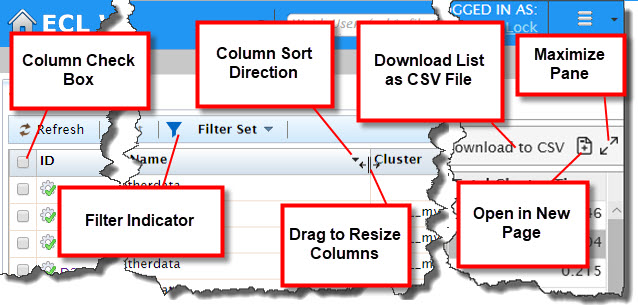 ECL
GGED IN AS:
Lock
Column Check
Box
Column Sort
Direction
Download List
as CSV File
Maximize
Pane
Refresh
Filter Set
ownload to CSV
ID
Name
Cluster
therdata
Filter Indicator
Drag to Resize
Columns
Open in New
Page
46
04
0.215
therdata